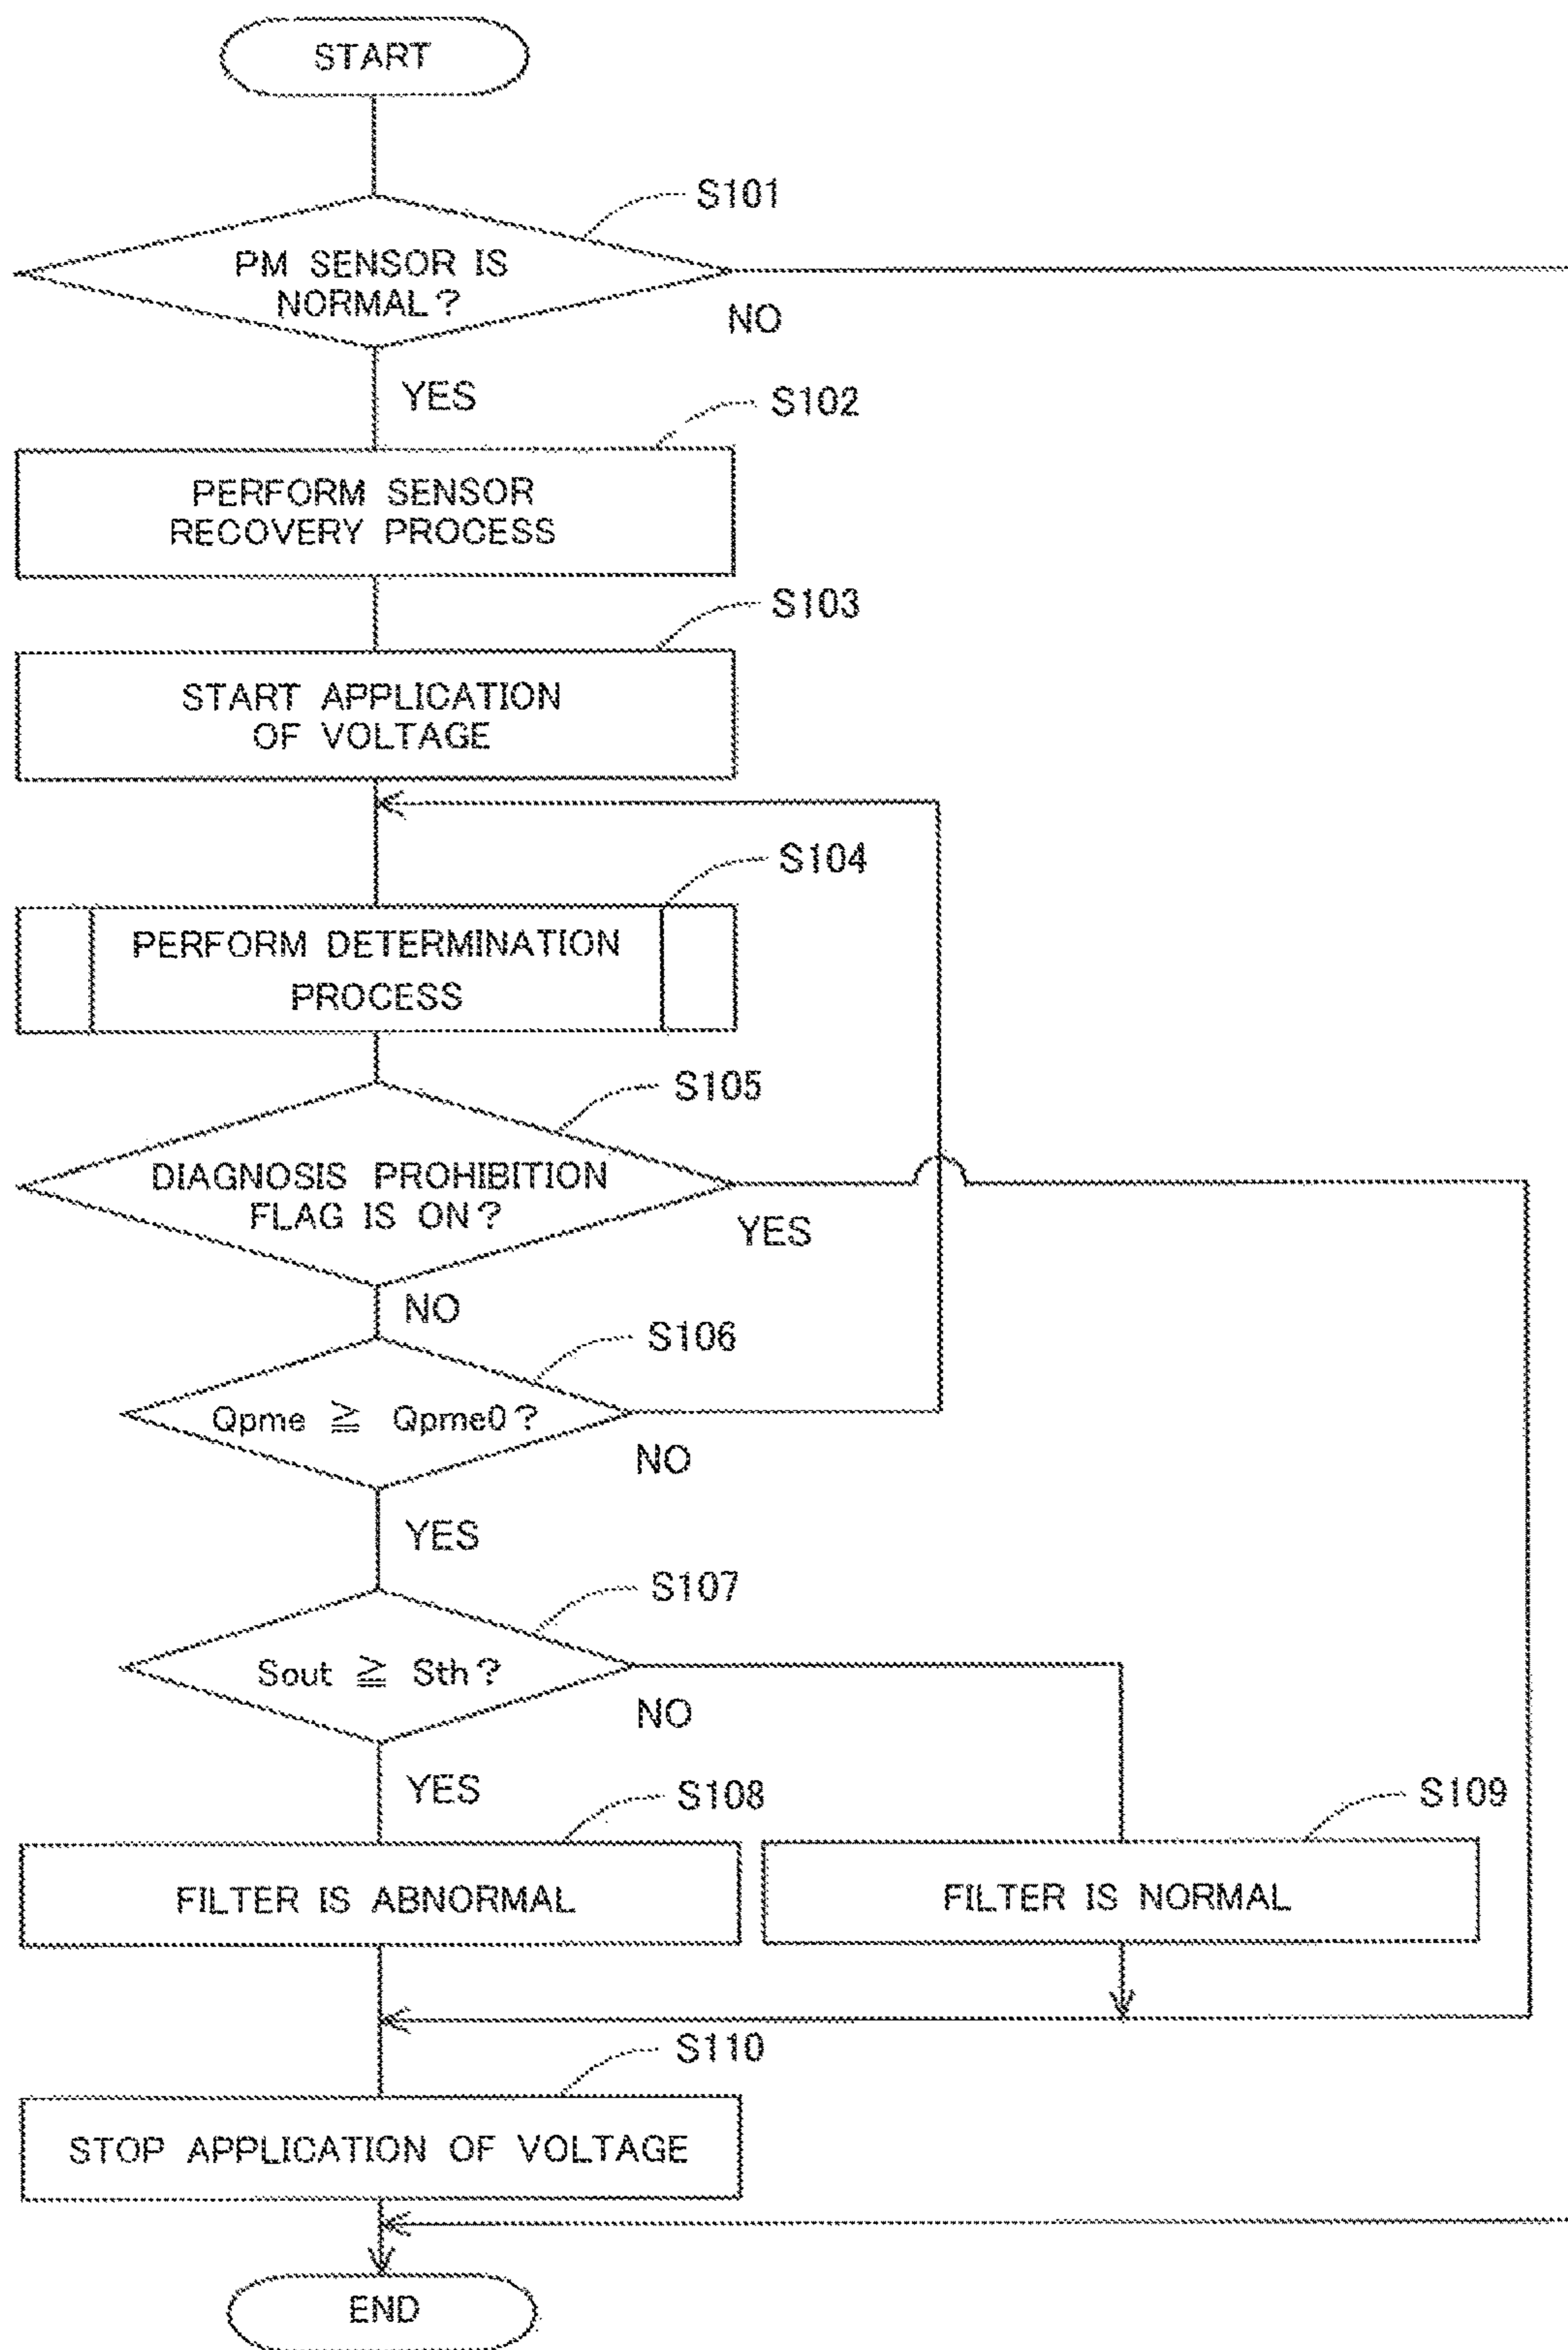 START
S101
PM SENSOR IS
NORMAL?
NO
YES
S102
PERFORM SENSOR
RECOVERY PROCESS
S103
START APPLICATION
OF VOLTAGE
S104
PERFORM DETERMINATION
PROCESS
S105
DIAGNOSIS PROHIBITION
FLAG IS ON?
YES
NO
S106
Qpme ≧ Qpme0?
NO
YES
S107
Sout ≧ Sth?
NO
YES
S108
S109
FILTER IS ABNORMAL
FILTER IS NORMAL
S110
STOP APPLICATION OF VOLTAGE
END